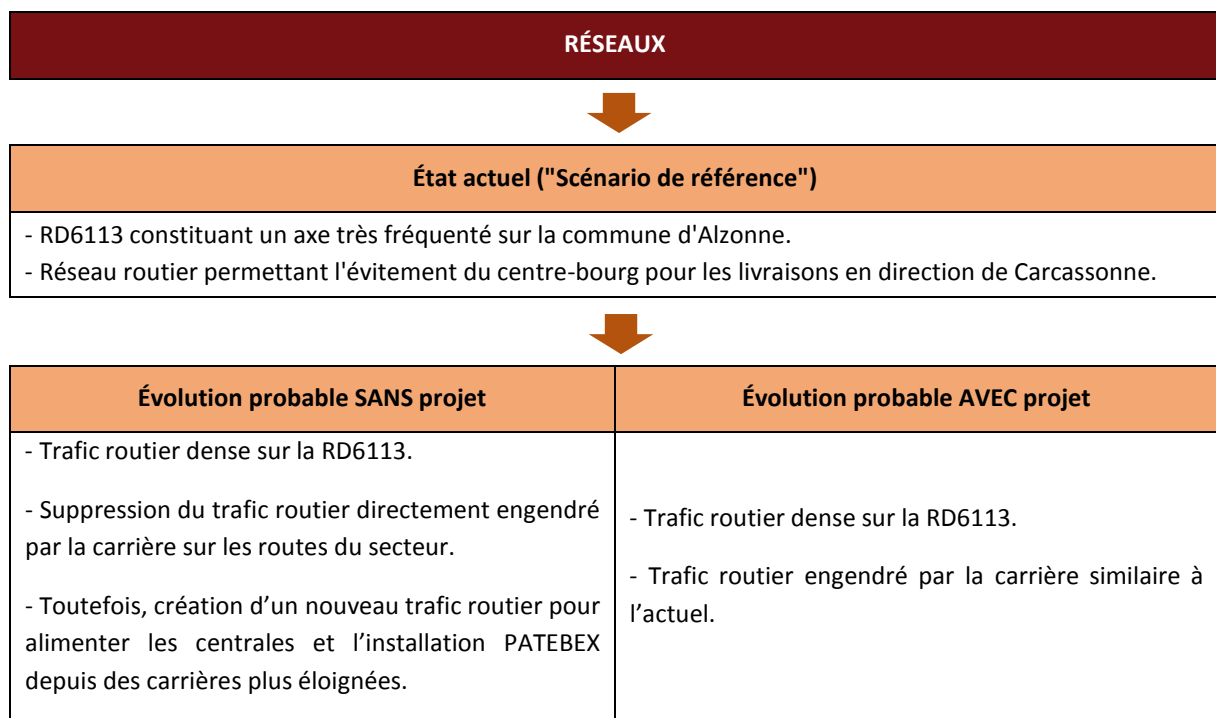 RÉSEAUX
État actuel ("Scénario de référence")
- RD6113 constituant un axe très fréquenté sur la commune d'Alzonne.
- Réseau routier permettant l'évitement du centre-bourg pour les livraisons en direction de Carcassonne.
Évolution probable SANS projet
- Trafic routier dense sur la RD6113.
- Suppression du trafic routier directement engendré
par la carrière sur les routes du secteur.
- Toutefois, création d’un nouveau trafic routier pour
alimenter les centrales et l’installation PATEBEX
depuis des carrières plus éloignées.
Évolution probable AVEC projet
- Trafic routier dense sur la RD6113.
- Trafic routier engendré par la carrière similaire à
l’actuel.